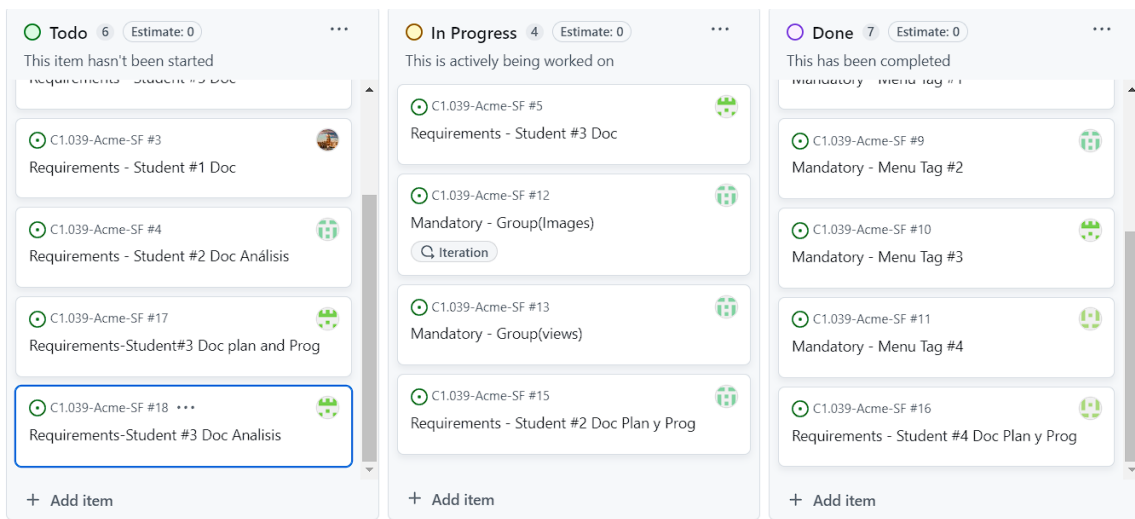 Todo 6 Estimate: 0
This item hasn't been started
C1.039-Acme-SF #3
Requirements - Student #1 Doc
C1.039-Acme-SF #4
Requirements - Student #2 Doc Análisis
C1.039-Acme-SF #17
Requirements-Student#3 Doc plan and Prog
C1.039-Acme-SF #18
Requirements-Student #3 Doc Analisis
+ Add item
In Progress 4 Estimate: 0
This is actively being worked on
C1.039-Acme-SF #5
Requirements - Student #3 Doc
C1.039-Acme-SF #12
Mandatory - Group(Images)
Iteration
C1.039-Acme-SF #13
Mandatory - Group(views)
C1.039-Acme-SF #15
Requirements - Student #2 Doc Plan y Prog
+ Add item
Done 7 Estimate: 0
This has been completed
Mandatory - Menu Tag #1
C1.039-Acme-SF #9
Mandatory - Menu Tag #2
C1.039-Acme-SF #10
Mandatory - Menu Tag #3
C1.039-Acme-SF #11
Mandatory - Menu Tag #4
C1.039-Acme-SF #16
Requirements - Student #4 Doc Plan y Prog
+ Add item